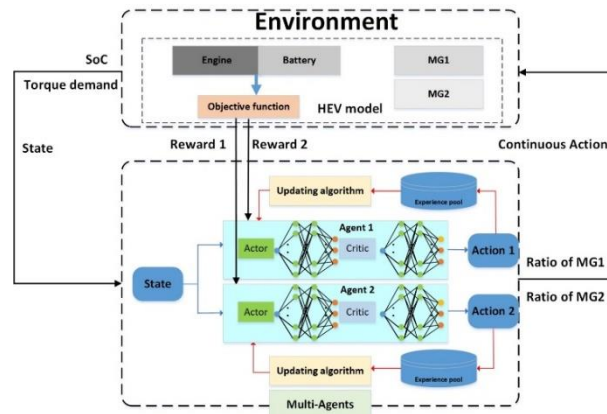 Environment
Engine
Battery
MG1
MG2
Objective function
HEV model
SoC
Torque demand
State
Reward 1
Reward 2
Continuous Action
Updating algorithm
Experience pool
Agent 1
Actor
Critic
Action 1
Ratio of MG1
State
Agent 2
Actor
Critic
Action 2
Ratio of MG2
Updating algorithm
Experience pool
Multi-Agents